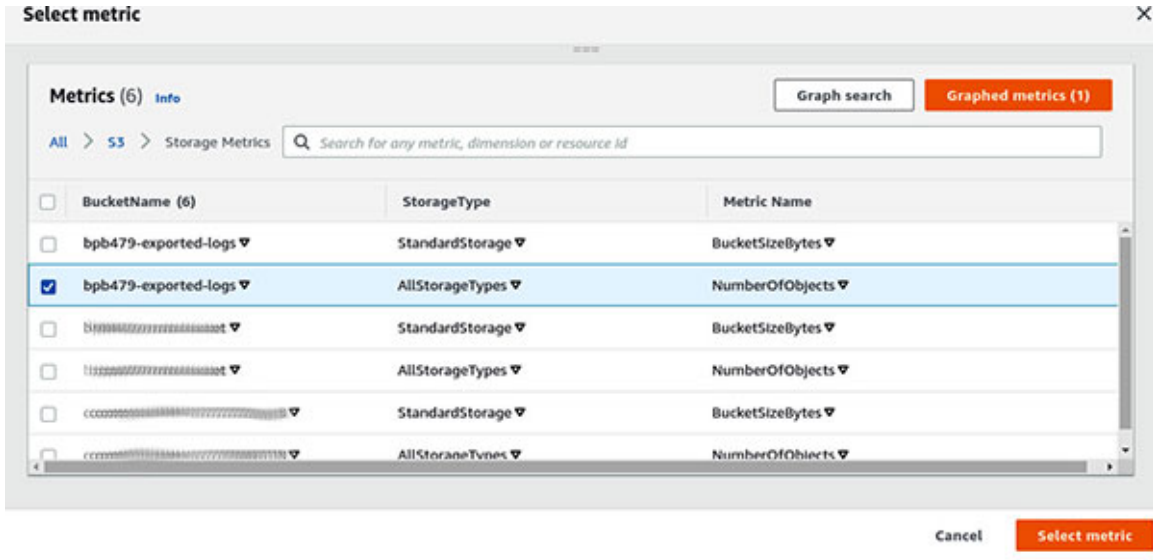 Select metric
Metrics (6) Info
Graph search
Graphed metrics (1)
All > S3 > Storage Metrics
Search for any metric, dimension or resource id
BucketName (6) StorageType Metric Name
bpb479-exported-logs StandardStorage BucketSizeBytes
bpb479-exported-logs AllStorageTypes NumberOfObjects
StandardStorage BucketSizeBytes
AllStorageTypes NumberOfObjects
StandardStorage BucketSizeBytes
AllStorageTypes NumberOfObjects
Cancel Select metric